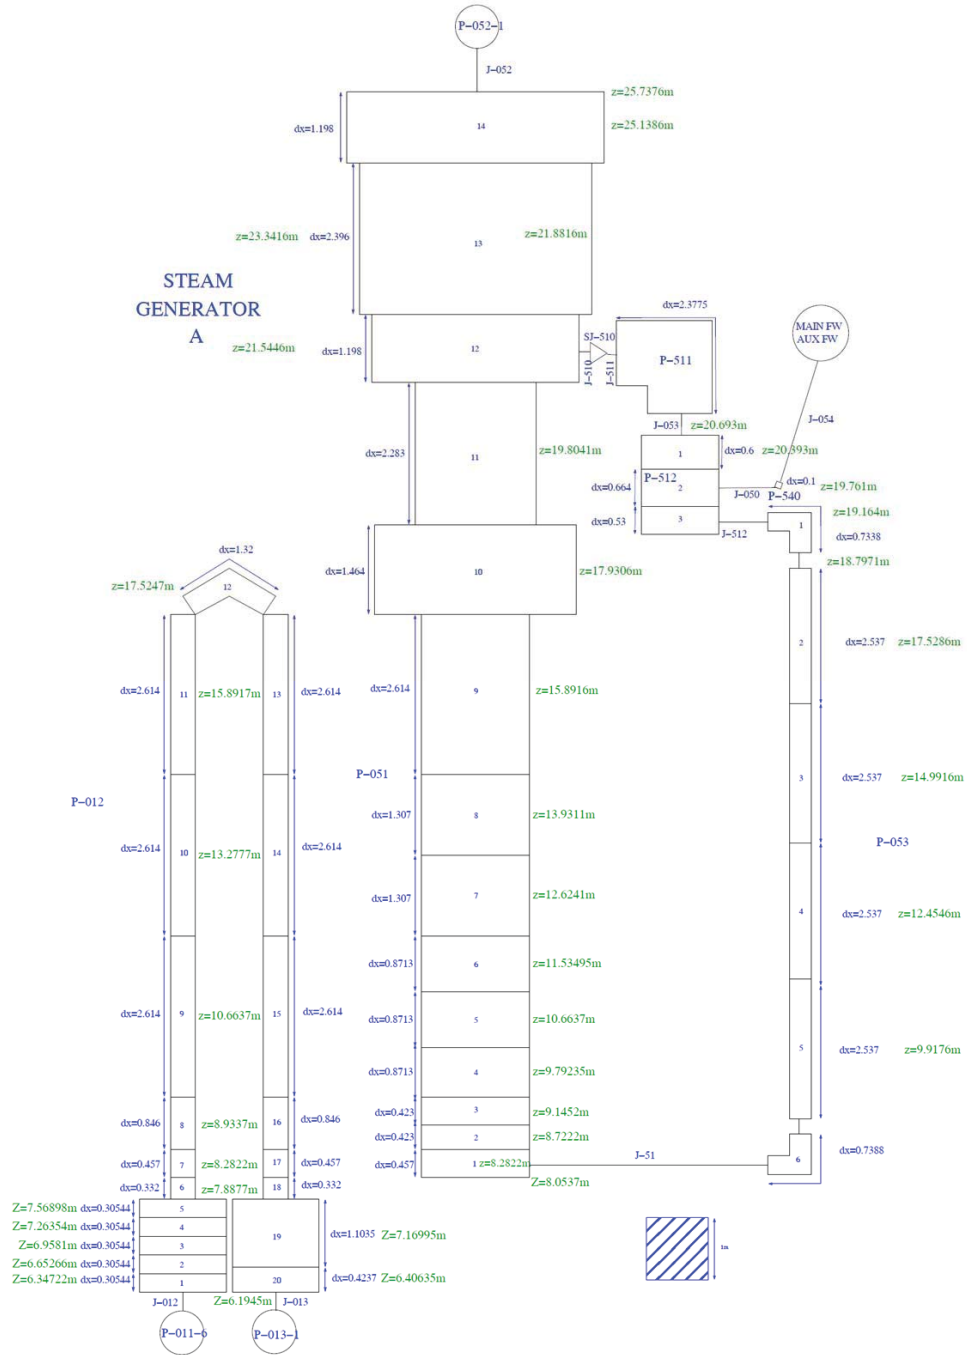 P-052-1
J-052
z=25.7376m
dx=1.198
14
z=25.1386m
z=23.3416m
dx=2.396
13
z=21.8816m
STEAM
GENERATOR
A
z=21.5446m
dx=1.198
12
SJ-510
J-510
J-511
dx=2.3775
P-511
MAIN FW
AUX FW
J-054
J-053
z=20.693m
dx=2.283
11
z=19.8041m
1
dx=0.6
z=20.393m
P-512
dx=0.664
2
J-050
dx=0.1
P-540
z=19.761m
dx=0.53
3
J-512
z=19.164m
1
dx=0.7338
z=18.7971m
dx=1.464
10
z=17.9306m
dx=1.32
z=17.5247m
12
2
dx=2.537
z=17.5286m
dx=2.614
11
z=15.8917m
13
dx=2.614
dx=2.614
9
z=15.8916m
P-051
3
dx=2.537
z=14.9916m
P-012
dx=1.307
8
z=13.9311m
P-053
dx=2.614
10
z=13.2777m
14
dx=2.614
dx=1.307
7
z=12.6241m
4
dx=2.537
z=12.4546m
dx=0.8713
6
z=11.53495m
dx=2.614
9
z=10.6637m
15
dx=2.614
dx=0.8713
5
z=10.6637m
5
dx=2.537
z=9.9176m
dx=0.8713
4
z=9.79235m
dx=0.423
3
z=9.1452m
dx=0.846
8
z=8.9337m
16
dx=0.846
dx=0.423
2
z=8.7222m
dx=0.457
7
z=8.2822m
17
dx=0.457
dx=0.457
1
z=8.2822m
J-51
6
dx=0.7388
z=8.0537m
dx=0.332
6
z=7.8877m
18
dx=0.332
Z=7.56898m
dx=0.30544
5
Z=7.26354m
dx=0.30544
4
Z=6.9581m
dx=0.30544
3
19
dx=1.1035
Z=7.16995m
Z=6.65266m
dx=0.30544
2
Z=6.34722m
dx=0.30544
1
20
dx=0.4237
Z=6.40635m
1m
J-012
Z=6.1945m
J-013
P-011-6
P-013-1